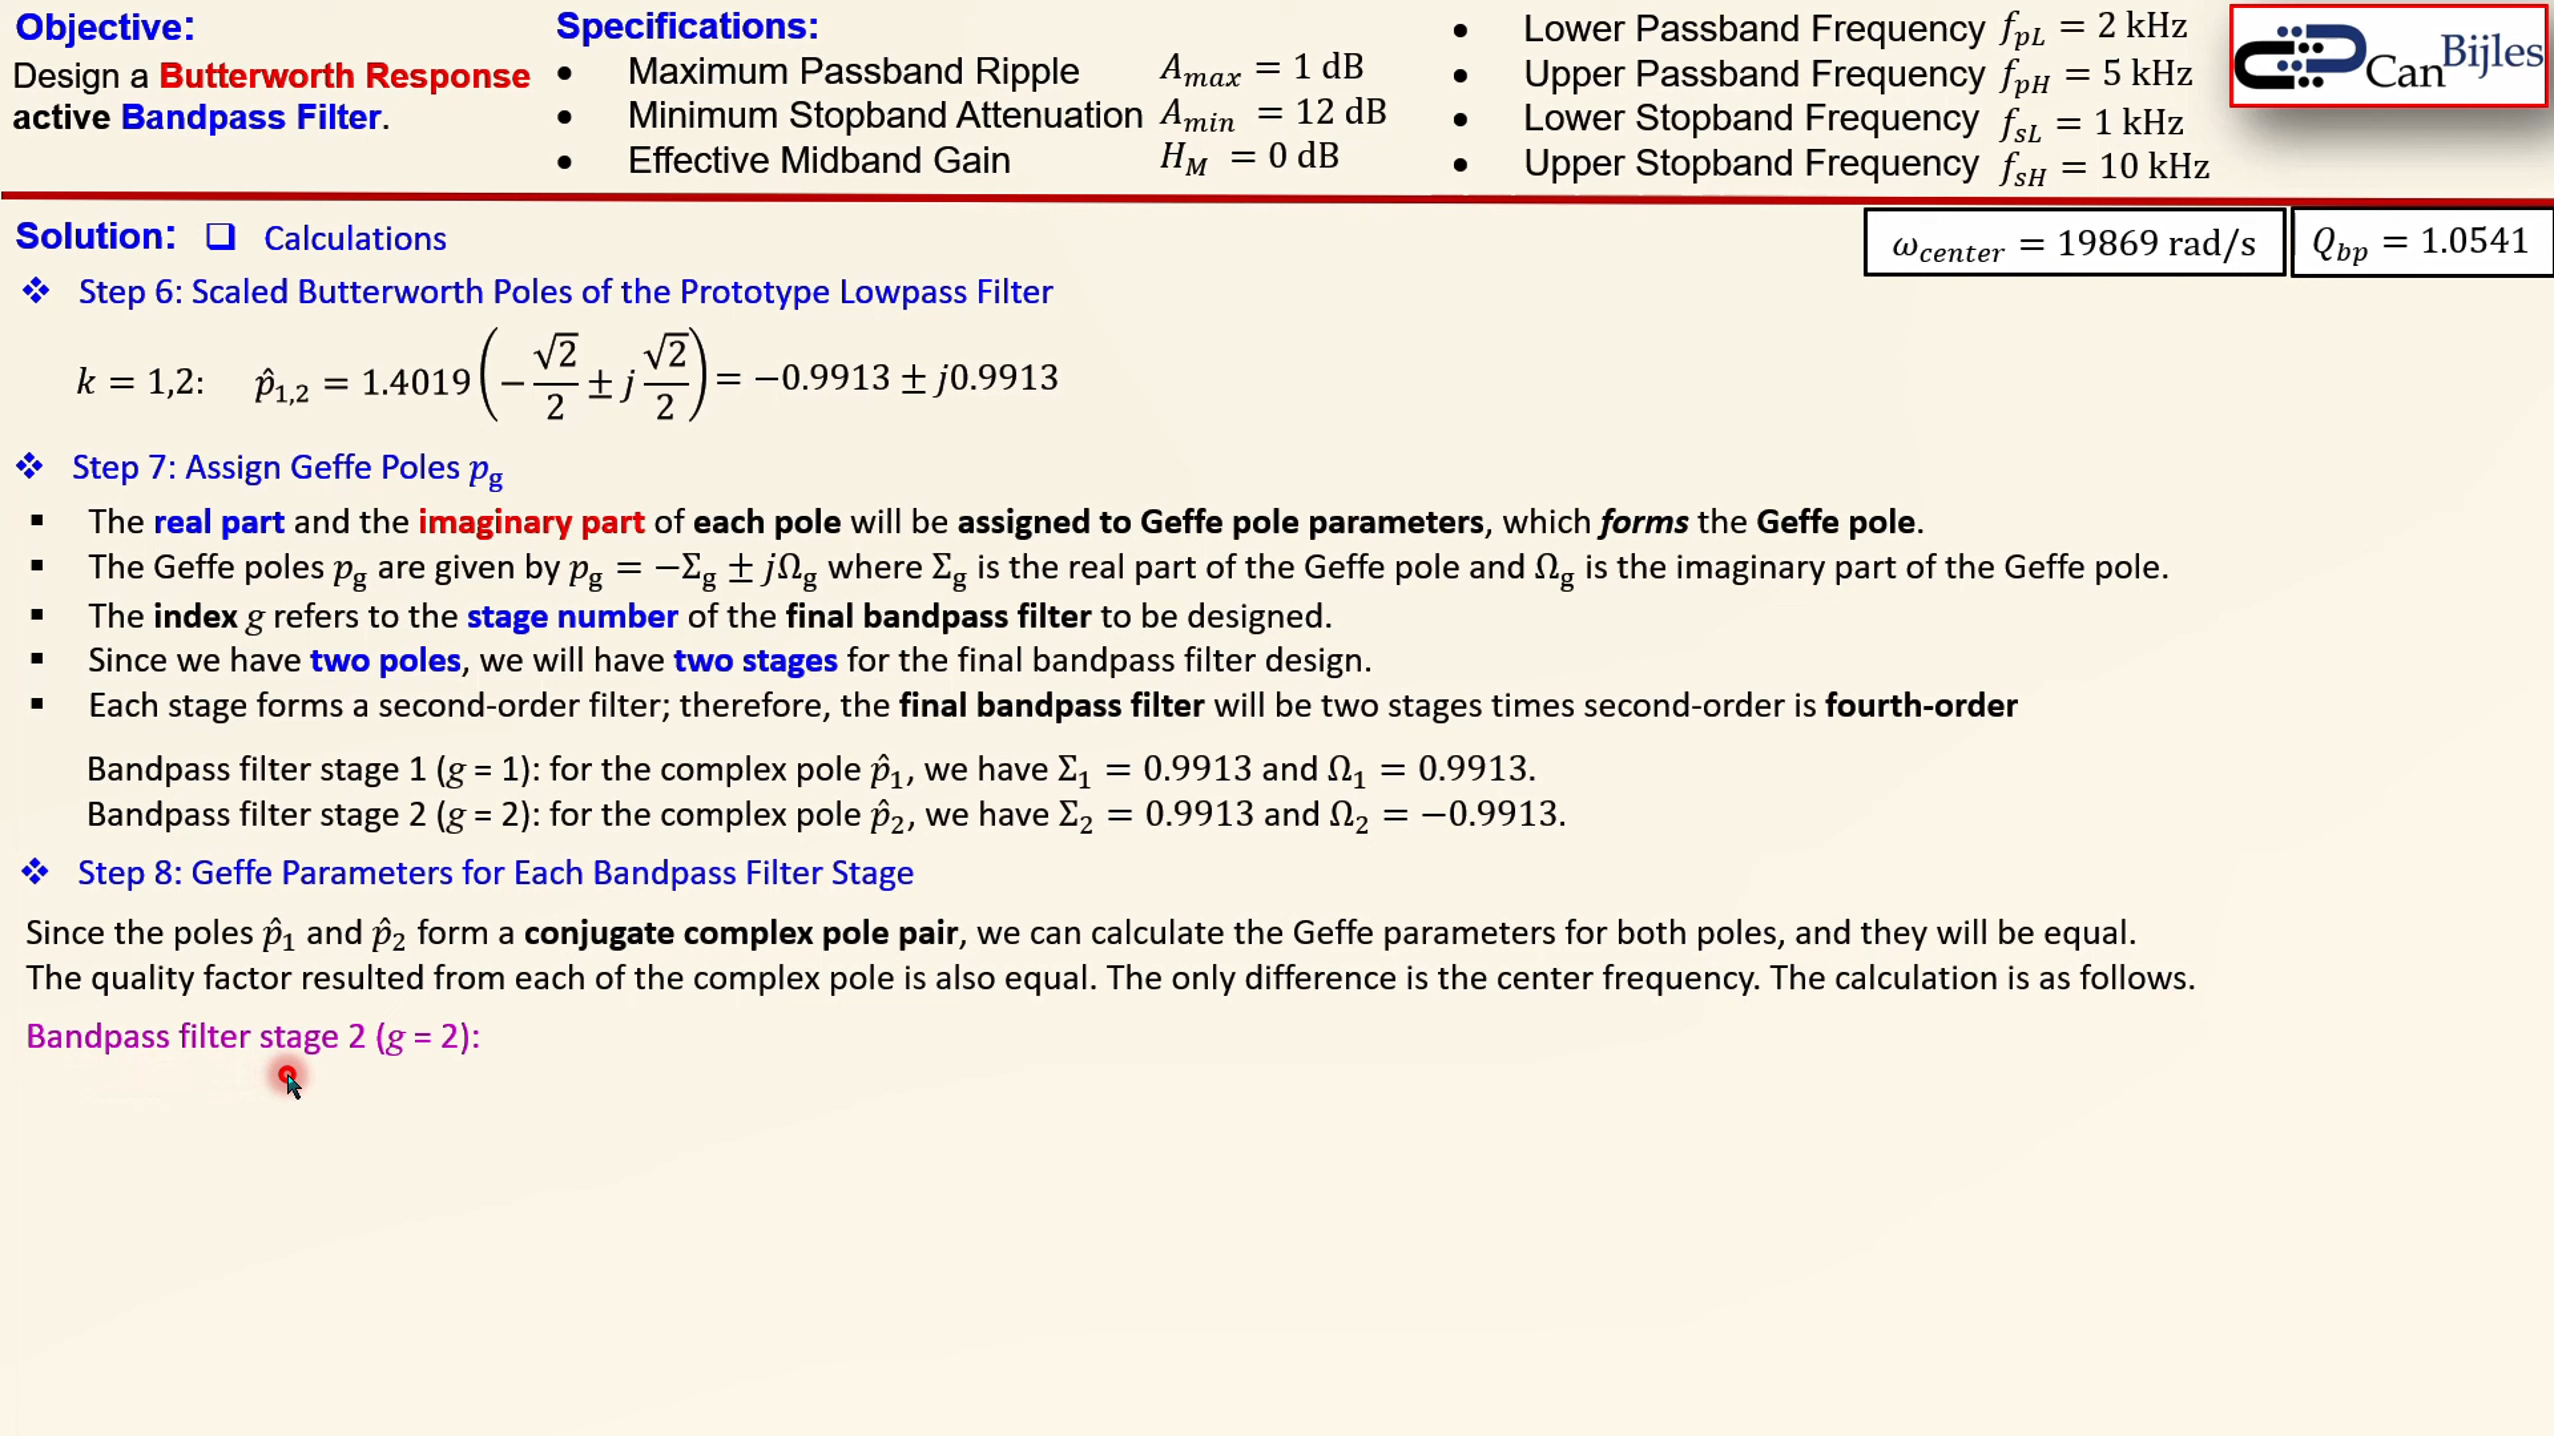 Objective:
Design a Butterworth Response
active Bandpass Filter.
Specifications:
• Maximum Passband Ripple A_max = 1 dB
• Minimum Stopband Attenuation A_min = 12 dB
• Effective Midband Gain H_M = 0 dB
• Lower Passband Frequency f_pL = 2 kHz
• Upper Passband Frequency f_pH = 5 kHz
• Lower Stopband Frequency f_sL = 1 kHz
• Upper Stopband Frequency f_sH = 10 kHz
CanBijles
Solution: ❑ Calculations
ω_center = 19869 rad/s
Q_bp = 1.0541
❖ Step 6: Scaled Butterworth Poles of the Prototype Lowpass Filter
k = 1,2: p̂_1,2 = 1.4019(−√2/2 ± j √2/2) = −0.9913 ± j0.9913
❖ Step 7: Assign Geffe Poles p_g
▪ The real part and the imaginary part of each pole will be assigned to Geffe pole parameters, which forms the Geffe pole.
▪ The Geffe poles p_g are given by p_g = −Σ_g ± jΩ_g where Σ_g is the real part of the Geffe pole and Ω_g is the imaginary part of the Geffe pole.
▪ The index g refers to the stage number of the final bandpass filter to be designed.
▪ Since we have two poles, we will have two stages for the final bandpass filter design.
▪ Each stage forms a second-order filter; therefore, the final bandpass filter will be two stages times second-order is fourth-order
Bandpass filter stage 1 (g = 1): for the complex pole p̂_1, we have Σ_1 = 0.9913 and Ω_1 = 0.9913.
Bandpass filter stage 2 (g = 2): for the complex pole p̂_2, we have Σ_2 = 0.9913 and Ω_2 = −0.9913.
❖ Step 8: Geffe Parameters for Each Bandpass Filter Stage
Since the poles p̂_1 and p̂_2 form a conjugate complex pole pair, we can calculate the Geffe parameters for both poles, and they will be equal.
The quality factor resulted from each of the complex pole is also equal. The only difference is the center frequency. The calculation is as follows.
Bandpass filter stage 2 (g = 2):